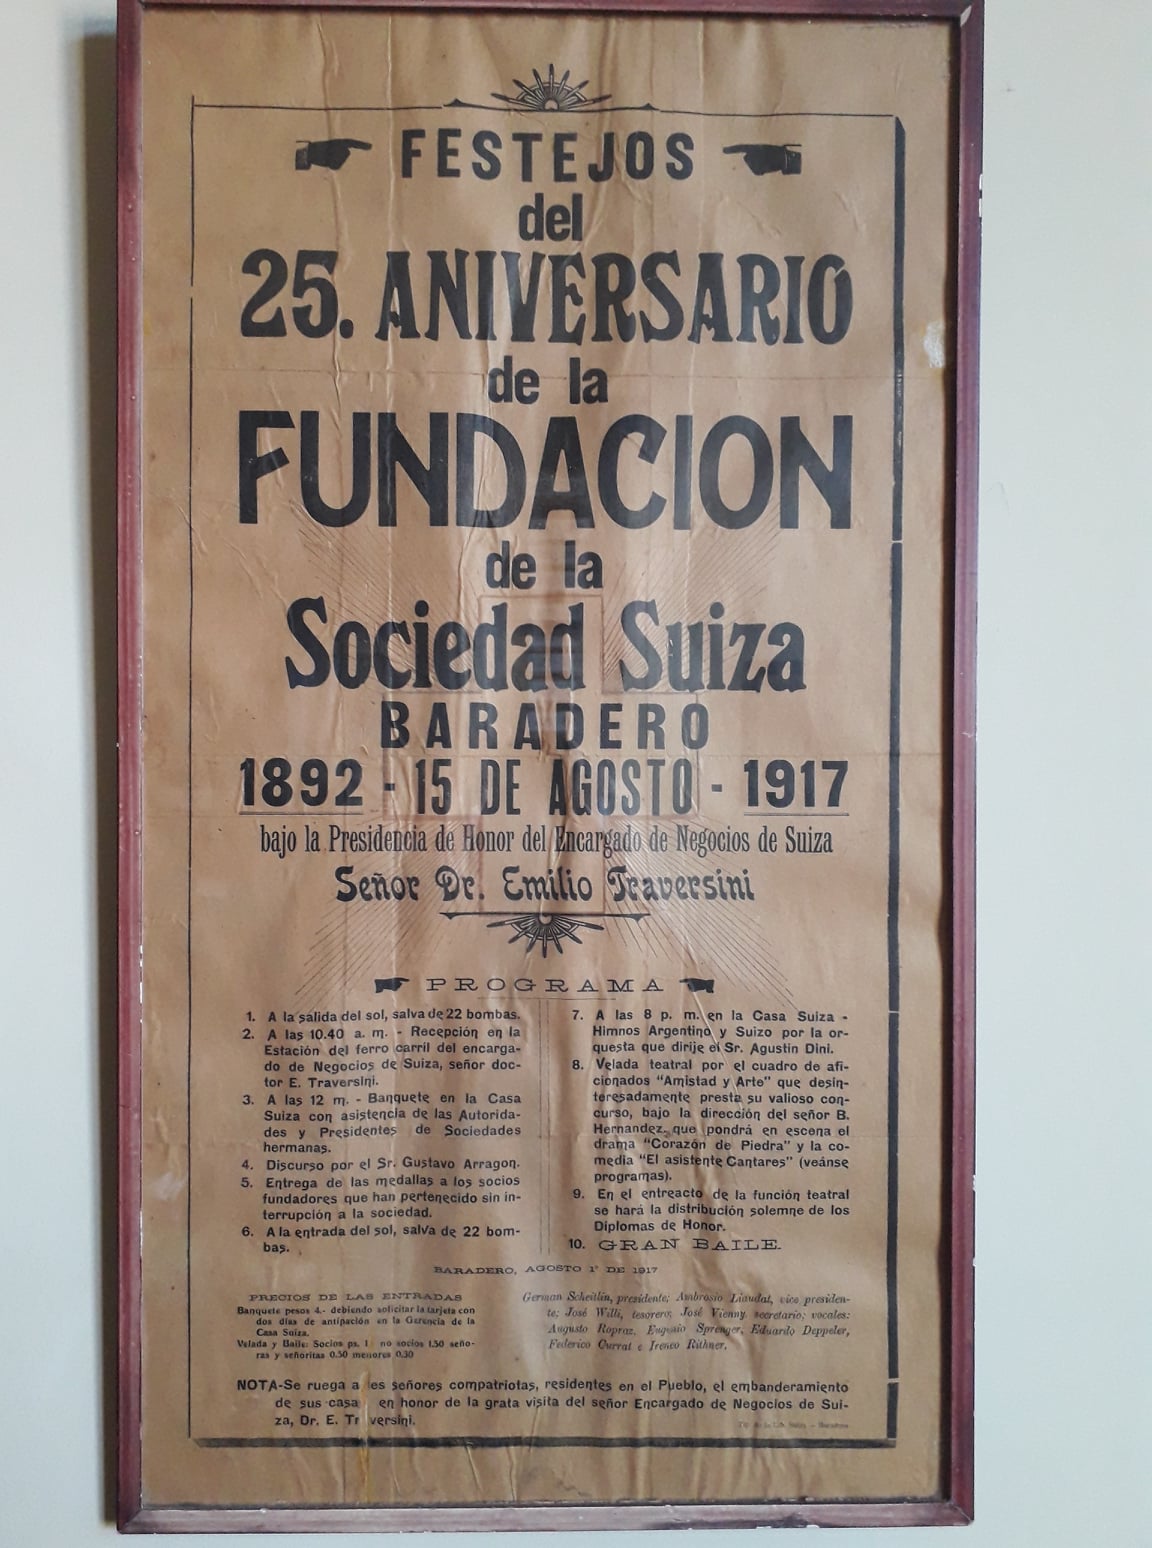 FESTEJOS
del
25. ANIVERSARIO
de la
FUNDACION
de la
Sociedad Suiza
BARADERO
1892 - 15 DE AGOSTO - 1917
bajo la Presidencia de Honor del Encargado de Negocios de Suiza
Señor Dr. Emilio Traversini
PROGRAMA
1. A la salida del sol, salva de 22 bombas.
2. A las 10.40 a. m. - Recepción en la
Estación del ferro carril del encarga-
do de Negocios de Suiza, señor doc-
tor E. Traversini.
3. A las 12 m. - Banquete en la Casa
Suiza con asistencia de las Autorida-
des y Presidentes de Sociedades
hermanas.
4. Discurso por el Sr. Gustavo Arragon.
5. Entrega de las medallas a los socios
fundadores que han pertenecido sin in-
terrupción a la sociedad.
6. A la entrada del sol, salva de 22 bom-
bas.
7. A las 8 p. m. en la Casa Suiza -
Himnos Argentino y Suizo por la or-
questa que dirije el Sr. Agustin Dini.
8. Velada teatral por el cuadro de afi-
cionados "Amistad y Arte" que desin-
teresadamente presta su valioso con-
curso, bajo la dirección del señor B.
Hernandez. que pondrá en escena el
drama "Corazón de Piedra" y la co-
media "El asistente Cantares" (veánse
programas).
9. En el entreacto de la función teatral
se hará la distribución solemne de los
Diplomas de Honor.
10. GRAN BAILE.
BARADERO, AGOSTO 1° DE 1917
PRECIOS DE LAS ENTRADAS
Banquete pesos 4.- debiendo solicitar la tarjeta con
dos días de antipación en la Gerencia de la
Casa Suiza.
Velada y Baile: Socios ps. 1 no socios 1.50 seño-
ras y señoritas 0.50 menores 0.30
German Scheitlin, presidente; Ambrosio Liaudat, vice presiden-
te; José Willi, tesorero; José Vienny secretario; vocales:
Augusto Ropraz, Eugenio Sprenger, Eduardo Deppeler,
Federico Currat e Ireneo Rüthner.
NOTA-Se ruega a les señores compatriotas, residentes en el Pueblo, el embanderamiento
de sus casa en honor de la grata visita del señor Encargado de Negocios de Sui-
za, Dr. E. Tr versini.